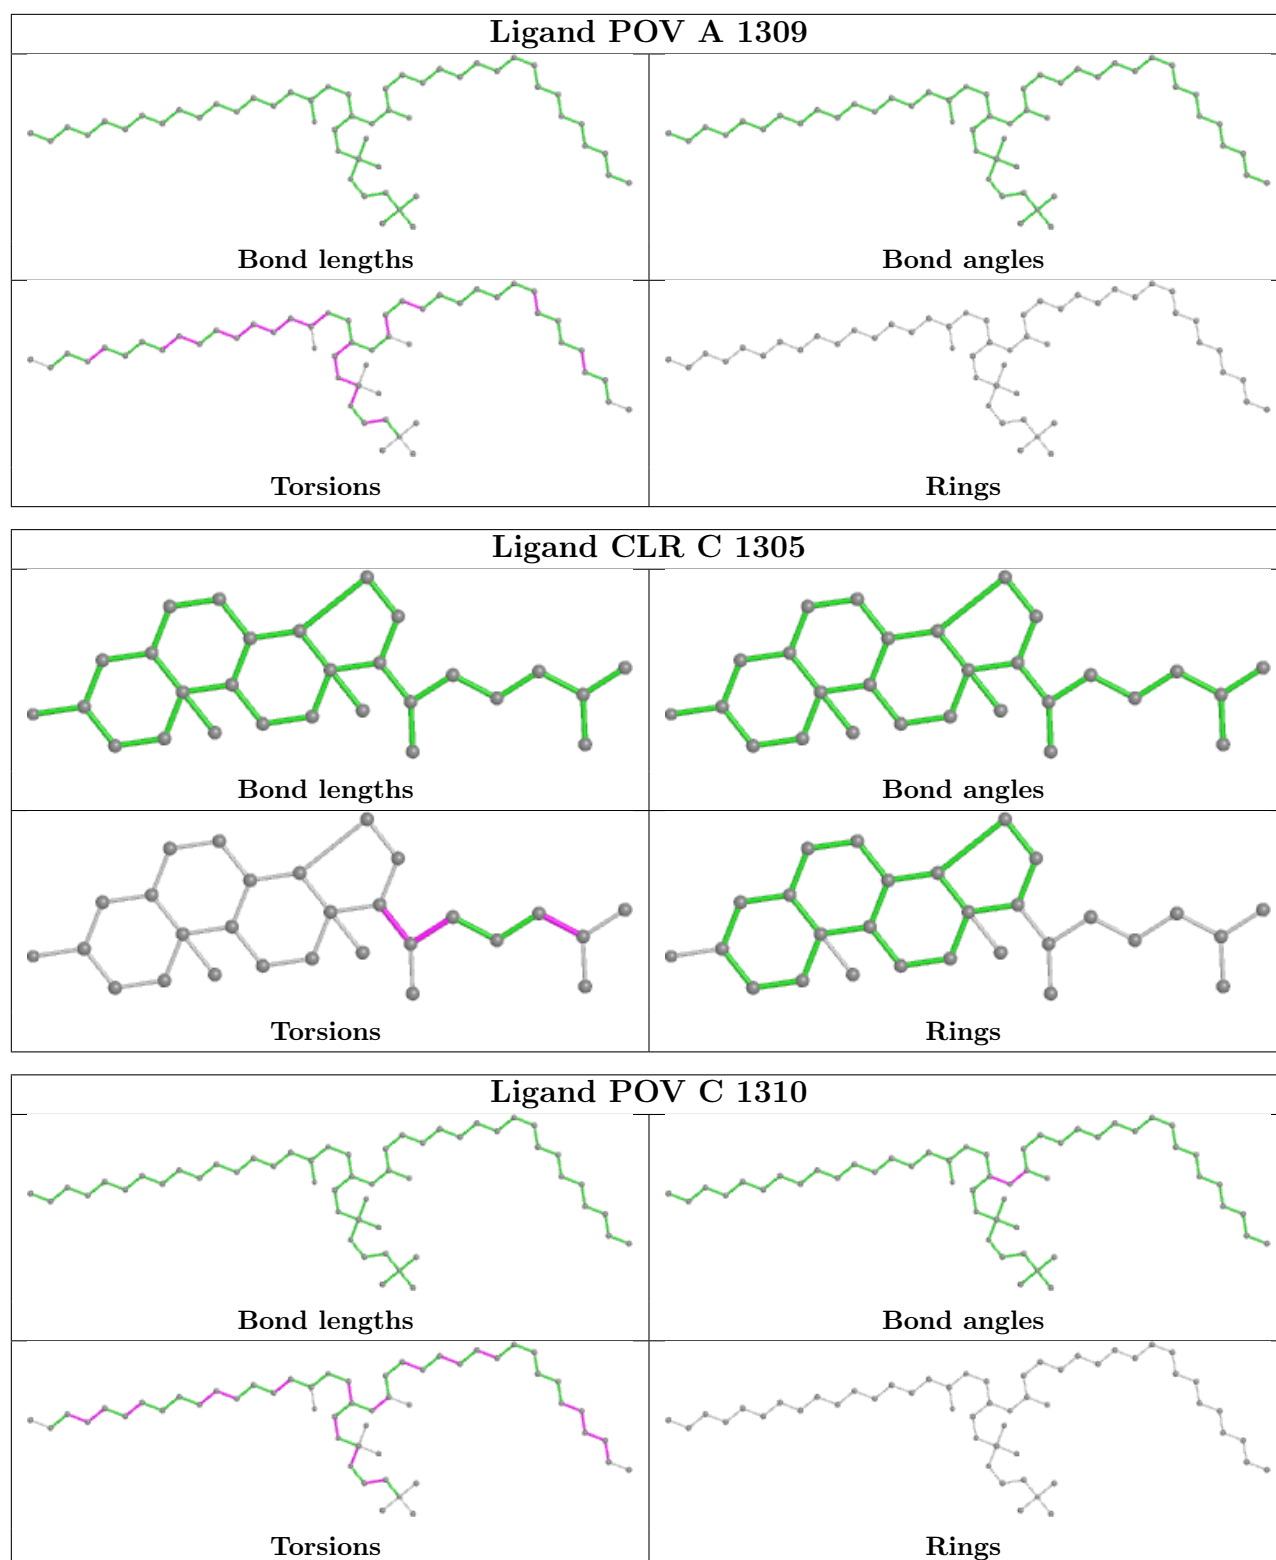 Ligand POV A 1309
Bond lengths
Bond angles
Torsions
Rings
Ligand CLR C 1305
Bond lengths
Bond angles
Torsions
Rings
Ligand POV C 1310
Bond lengths
Bond angles
Torsions
Rings